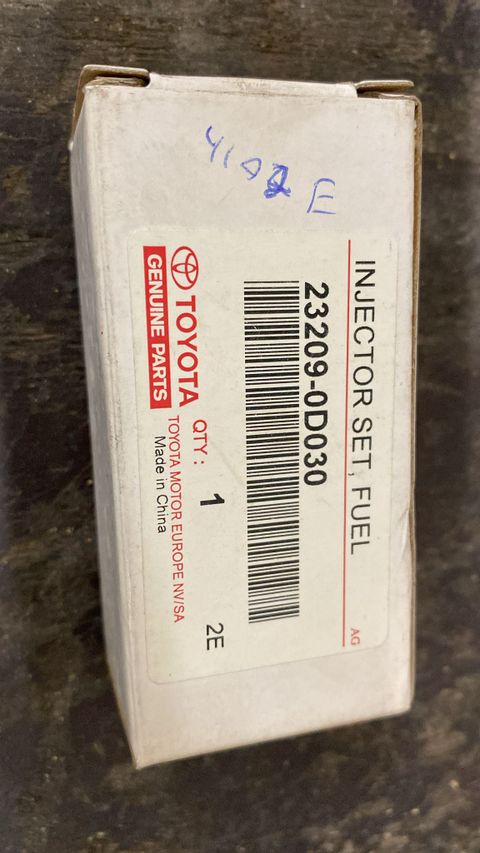 INJECTOR SET, FUEL
AG
23209-0D030
QTY : 1
2E
TOYOTA
GENUINE PARTS
TOYOTA MOTOR EUROPE NV/SA
Made in China